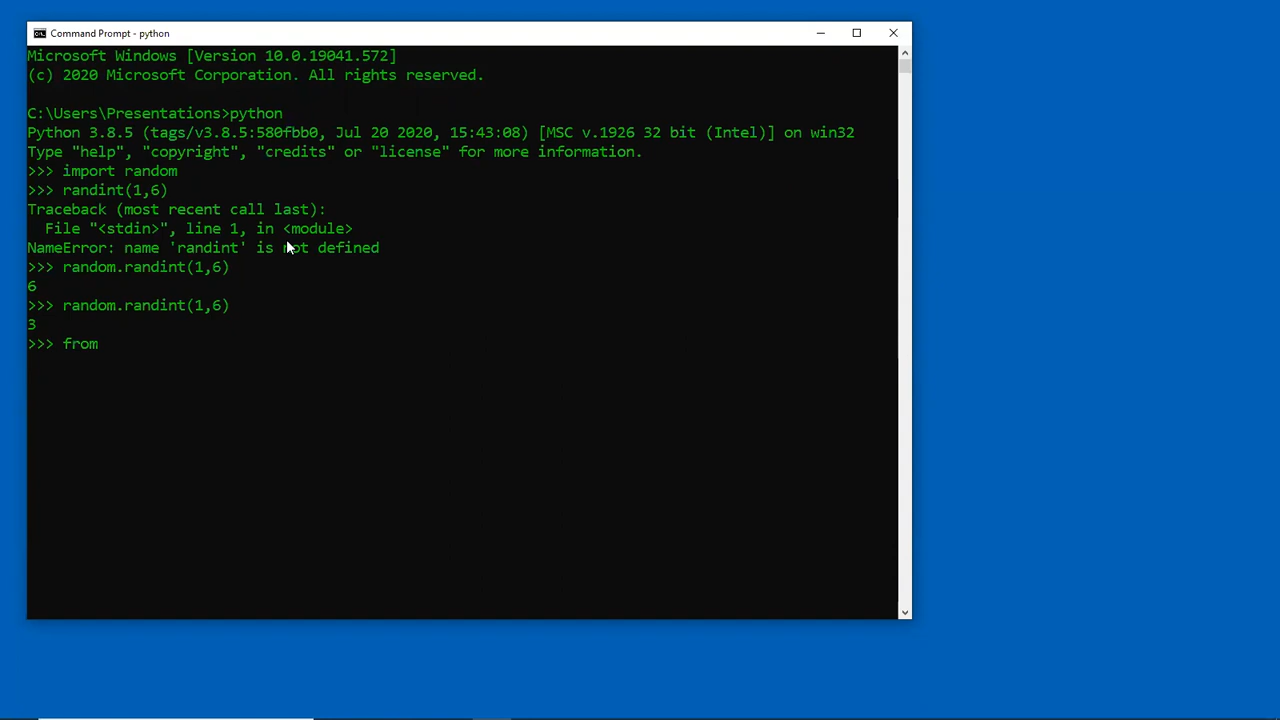 Command Prompt - python
Microsoft Windows [Version 10.0.19041.572]
(c) 2020 Microsoft Corporation. All rights reserved.
C:\Users\Presentations>python
Python 3.8.5 (tags/v3.8.5:580fbb0, Jul 20 2020, 15:43:08) [MSC v.1926 32 bit (Intel)] on win32
Type "help", "copyright", "credits" or "license" for more information.
>>> import random
>>> randint(1,6)
Traceback (most recent call last):
  File "<stdin>", line 1, in <module>
NameError: name 'randint' is not defined
>>> random.randint(1,6)
6
>>> random.randint(1,6)
3
>>> from